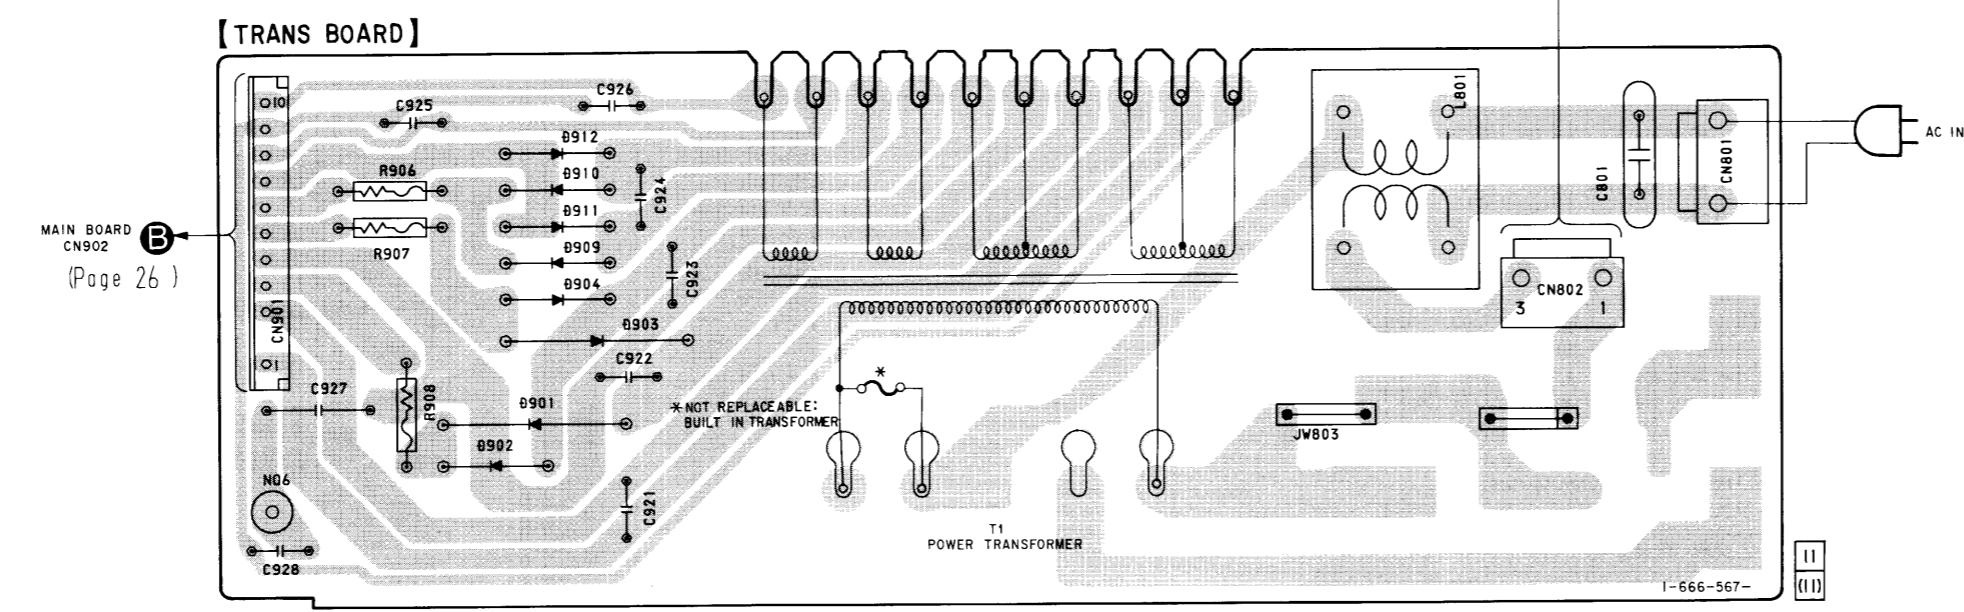 【TRANS BOARD】
10
C925
C926
L801
AC IN
D912
R906
D910
C924
CN801
C801
D911
MAIN BOARD
CN902
B
(Page 26 )
R907
D909
C923
D904
CN802
3
1
CN901
D903
1
C922
*
C927
R908
D901
*NOT REPLACEABLE:
BUILT IN TRANSFORMER
JW803
D902
NO6
C921
T1
POWER TRANSFORMER
C928
1-666-567-
11
(11)